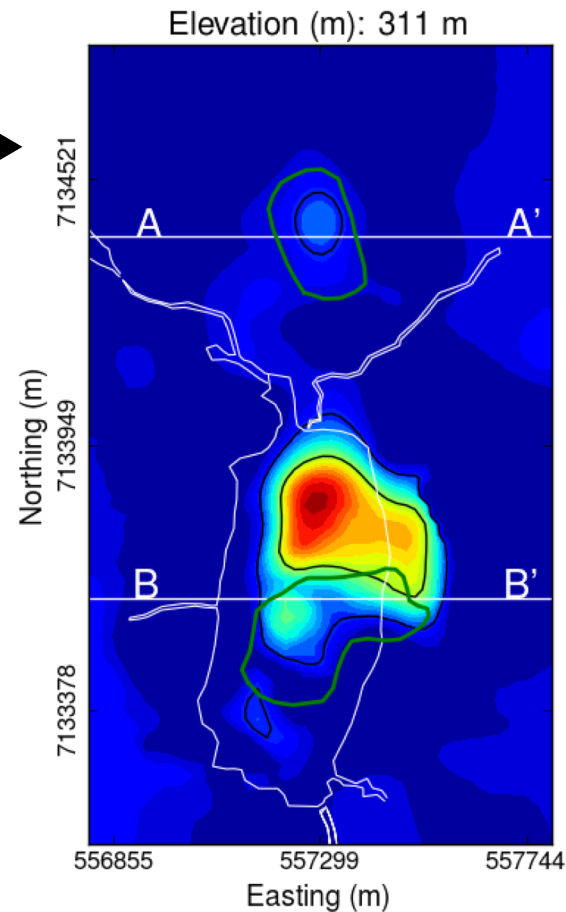 Elevation (m): 311 m
7134521
A
A'
Northing (m)
7133949
B
B'
7133378
556855
557299
557744
Easting (m)